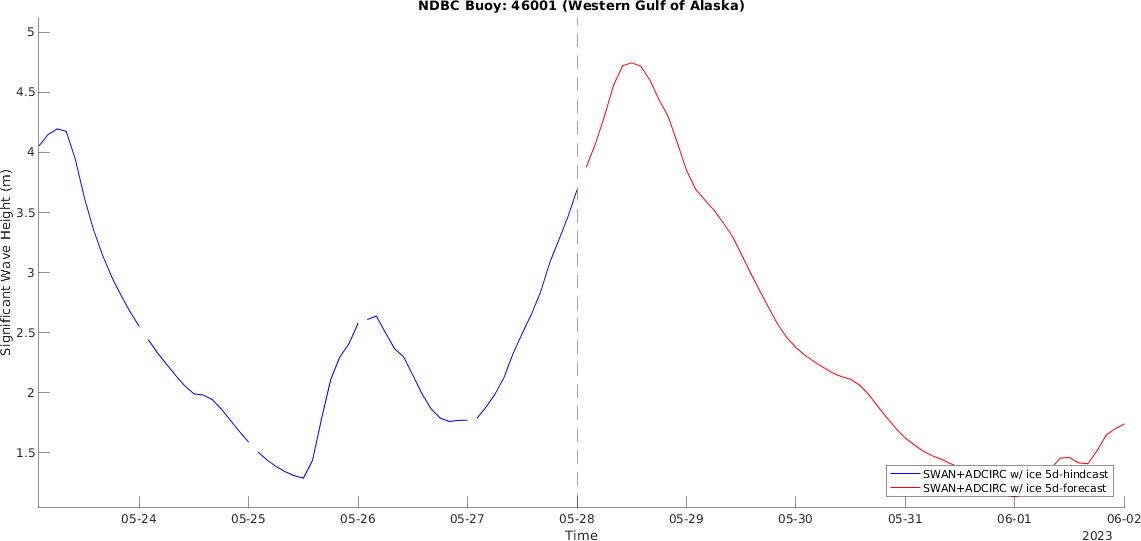 NDBC Buoy: 46001 (Western Gulf of Alaska)
5
4.5
4
3.5
3
2.5
2
1.5
Significant Wave Height (m)
SWAN+ADCIRC w/ ice 5d-hindcast
SWAN+ADCIRC w/ ice 5d-forecast
05-24 05-25 05-26 05-27 05-28 05-29 05-30 05-31 06-01 06-02
Time
2023